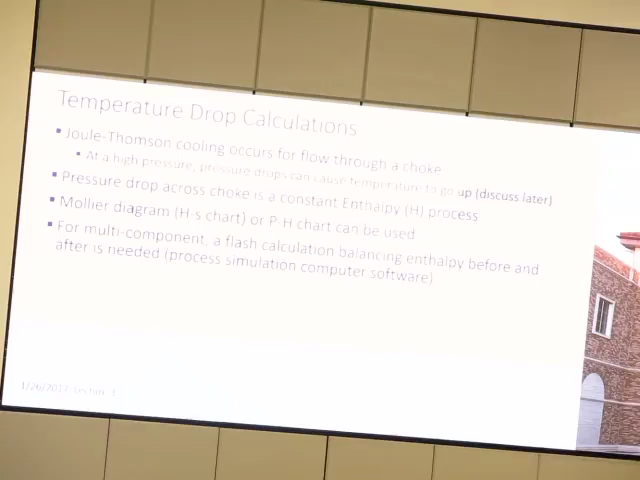 Temperature Drop Calculations
▪ Joule-Thomson cooling occurs for flow through a choke
▪ At a high pressure, pressure drops can cause temperature to go up (discuss later)
▪ Pressure drop across choke is a constant Enthalpy (H) process
▪ Mollier diagram (H-s chart) or P-H chart can be used
▪ For multi-component, a flash calculation balancing enthalpy before and
after is needed (process simulation computer software)
1/26/2017, Lecture